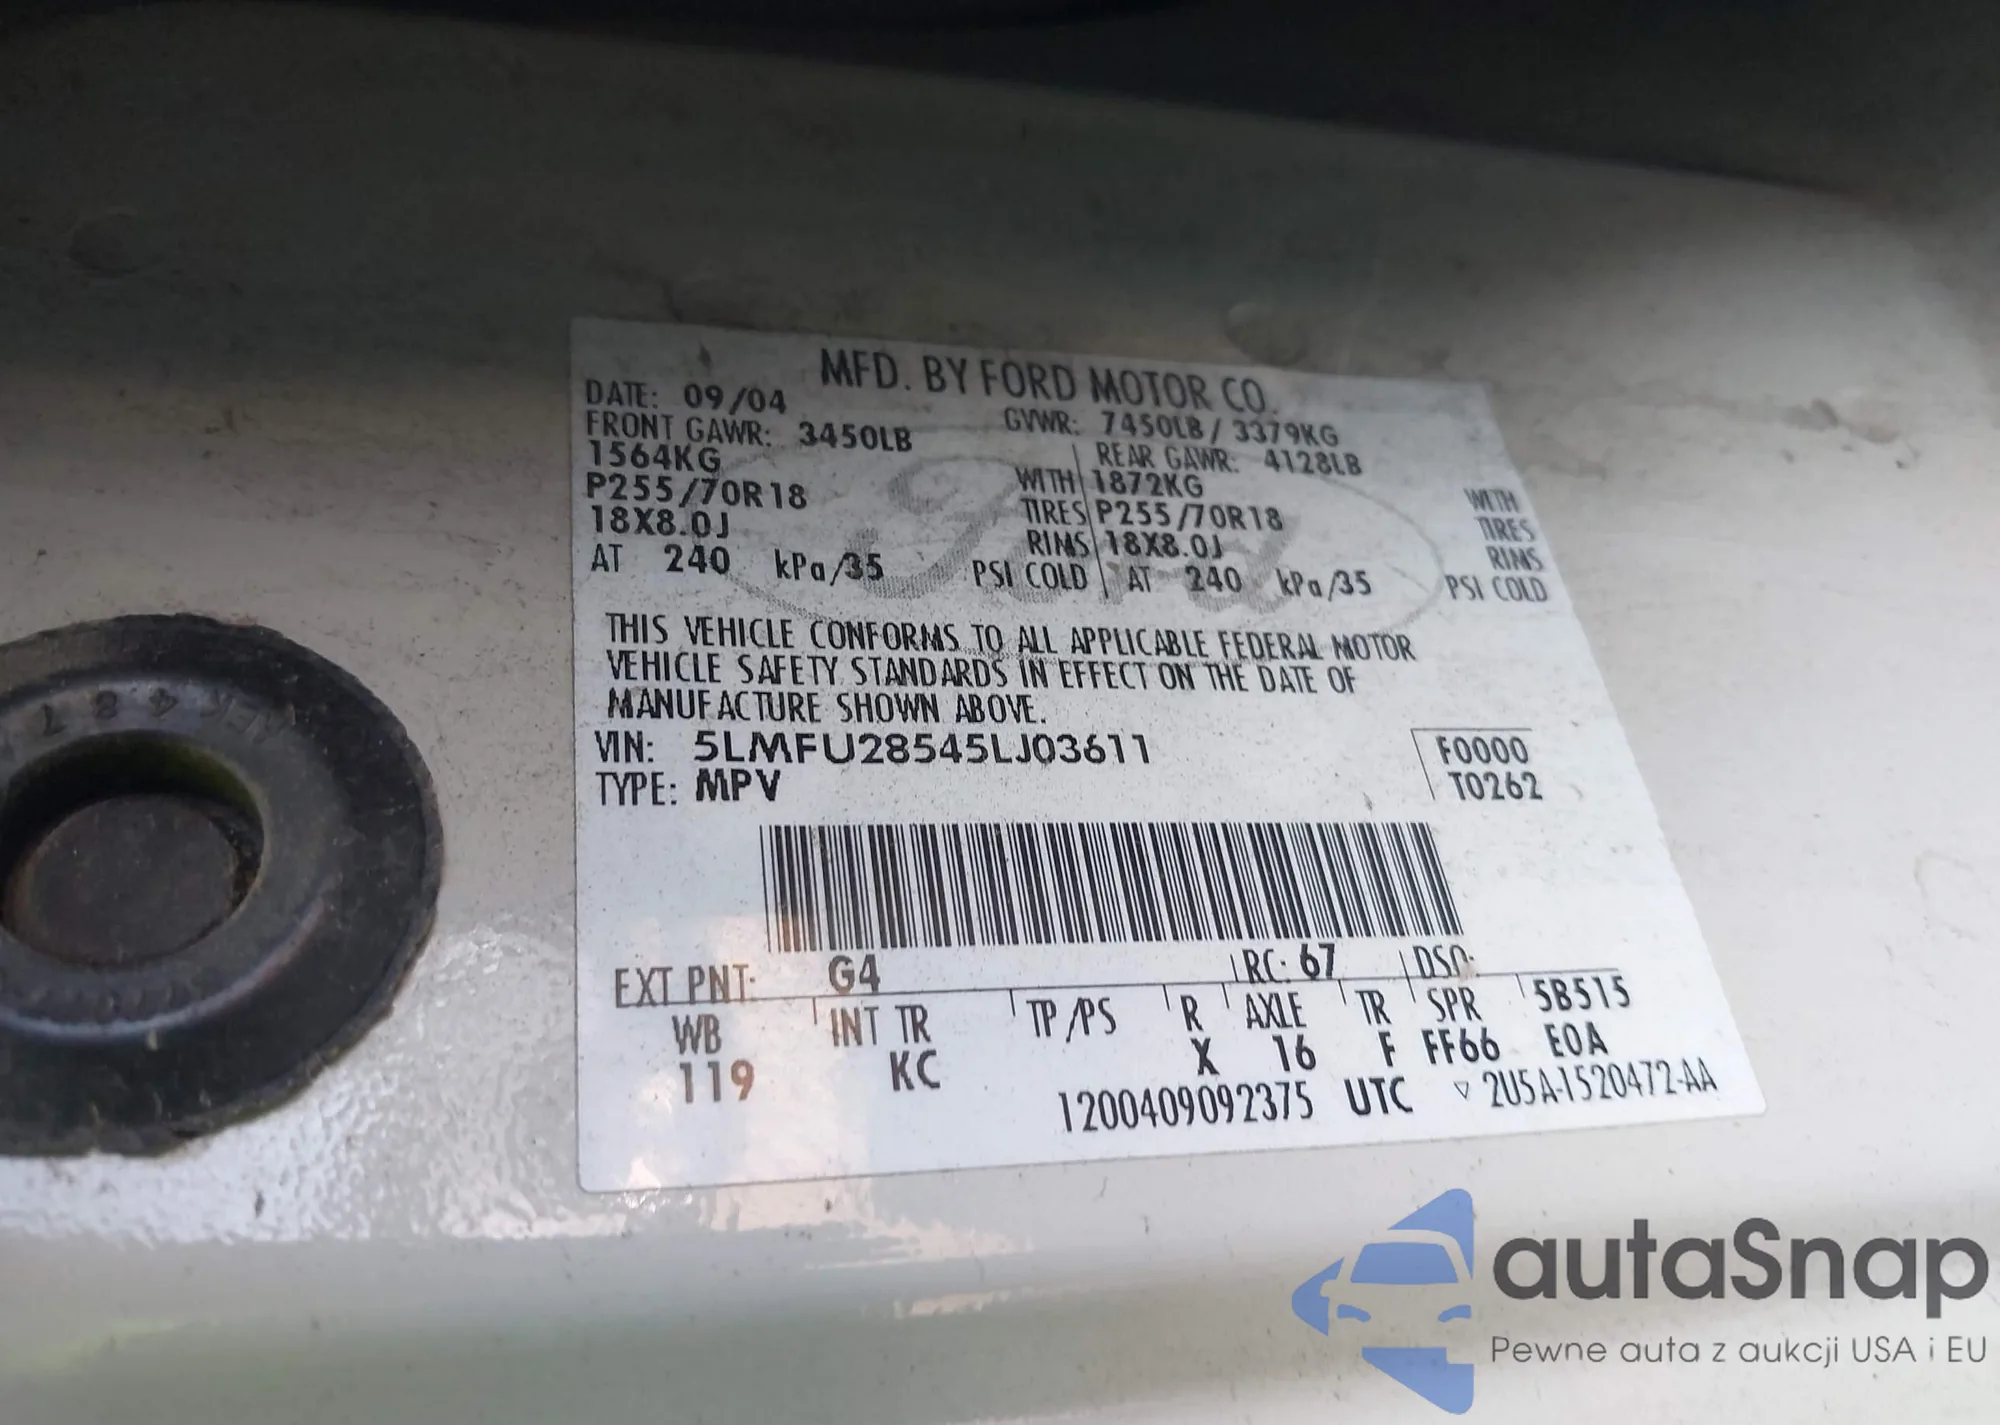 MFD. BY FORD MOTOR CO.
DATE: 09/04 GVWR: 7450LB / 3379KG
FRONT GAWR: 3450LB REAR GAWR: 4128LB
1564KG WITH 1872KG WITH
P255/70R18 TIRES P255/70R18 TIRES
18X8.0J RIMS 18X8.0J RIMS
AT 240 kPa/35 PSI COLD AT 240 kPa/35 PSI COLD
THIS VEHICLE CONFORMS TO ALL APPLICABLE FEDERAL MOTOR
VEHICLE SAFETY STANDARDS IN EFFECT ON THE DATE OF
MANUFACTURE SHOWN ABOVE.
VIN: 5LMFU28545LJ03611 F0000
TYPE: MPV T0262
EXT PNT: G4 RC: 67 DSO:
WB INT TR TP/PS R AXLE TR SPR 5B515
119 KC X 16 F FF66 E0A
1200409092375 UTC ▽ 2U5A-1520472-AA
Ford
487
autaSnap
Pewne auta z aukcji USA i EU